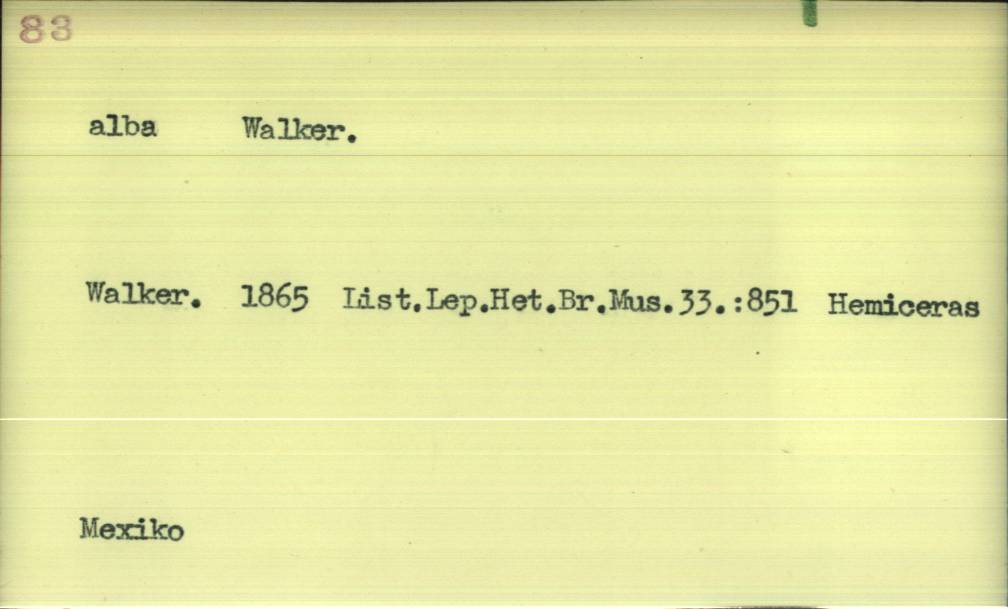 83
alba Walker.
Walker. 1865 List.Lep.Het.Br.Mus.33.:851 Hemiceras
Mexiko